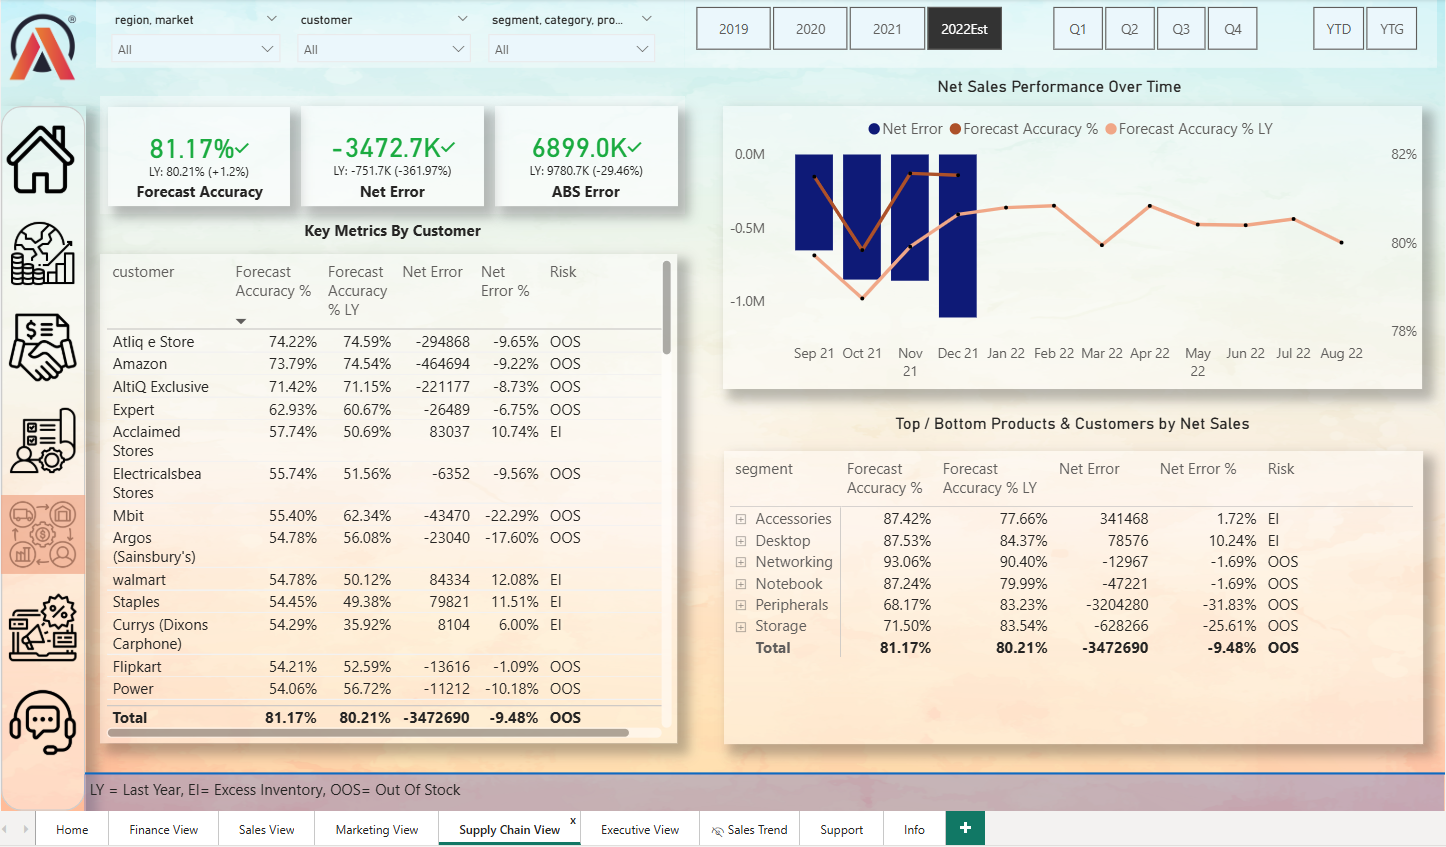 region, market
customer
segment, category, pro...
All
All
All
2019
2020
2021
2022Est
Q1
Q2
Q3
Q4
YTD
YTG
®
81.17%
LY: 80.21% (+1.2%)
Forecast Accuracy
-3472.7K
LY: -751.7K (-361.97%)
Net Error
6899.0K
LY: 9780.7K (-29.46%)
ABS Error
Key Metrics By Customer
customer Forecast Accuracy % Forecast Accuracy % LY Net Error Net Error % Risk
Atliq e Store 74.22% 74.59% -294868 -9.65% OOS
Amazon 73.79% 74.54% -464694 -9.22% OOS
AltiQ Exclusive 71.42% 71.15% -221177 -8.73% OOS
Expert 62.93% 60.67% -26489 -6.75% OOS
Acclaimed Stores 57.74% 50.69% 83037 10.74% EI
Electricalsbea Stores 55.74% 51.56% -6352 -9.56% OOS
Mbit 55.40% 62.34% -43470 -22.29% OOS
Argos (Sainsbury's) 54.78% 56.08% -23040 -17.60% OOS
walmart 54.78% 50.12% 84334 12.08% EI
Staples 54.45% 49.38% 79821 11.51% EI
Currys (Dixons Carphone) 54.29% 35.92% 8104 6.00% EI
Flipkart 54.21% 52.59% -13616 -1.09% OOS
Power 54.06% 56.72% -11212 -10.18% OOS
Total 81.17% 80.21% -3472690 -9.48% OOS
Net Sales Performance Over Time
Net Error Forecast Accuracy % Forecast Accuracy % LY
0.0M
-0.5M
-1.0M
82%
80%
78%
Sep 21 Oct 21 Nov 21 Dec 21 Jan 22 Feb 22 Mar 22 Apr 22 May 22 Jun 22 Jul 22 Aug 22
Top / Bottom Products & Customers by Net Sales
segment Forecast Accuracy % Forecast Accuracy % LY Net Error Net Error % Risk
Accessories 87.42% 77.66% 341468 1.72% EI
Desktop 87.53% 84.37% 78576 10.24% EI
Networking 93.06% 90.40% -12967 -1.69% OOS
Notebook 87.24% 79.99% -47221 -1.69% OOS
Peripherals 68.17% 83.23% -3204280 -31.83% OOS
Storage 71.50% 83.54% -628266 -25.61% OOS
Total 81.17% 80.21% -3472690 -9.48% OOS
LY = Last Year, EI= Excess Inventory, OOS= Out Of Stock
Home
Finance View
Sales View
Marketing View
Supply Chain View
x
Executive View
Sales Trend
Support
Info
+